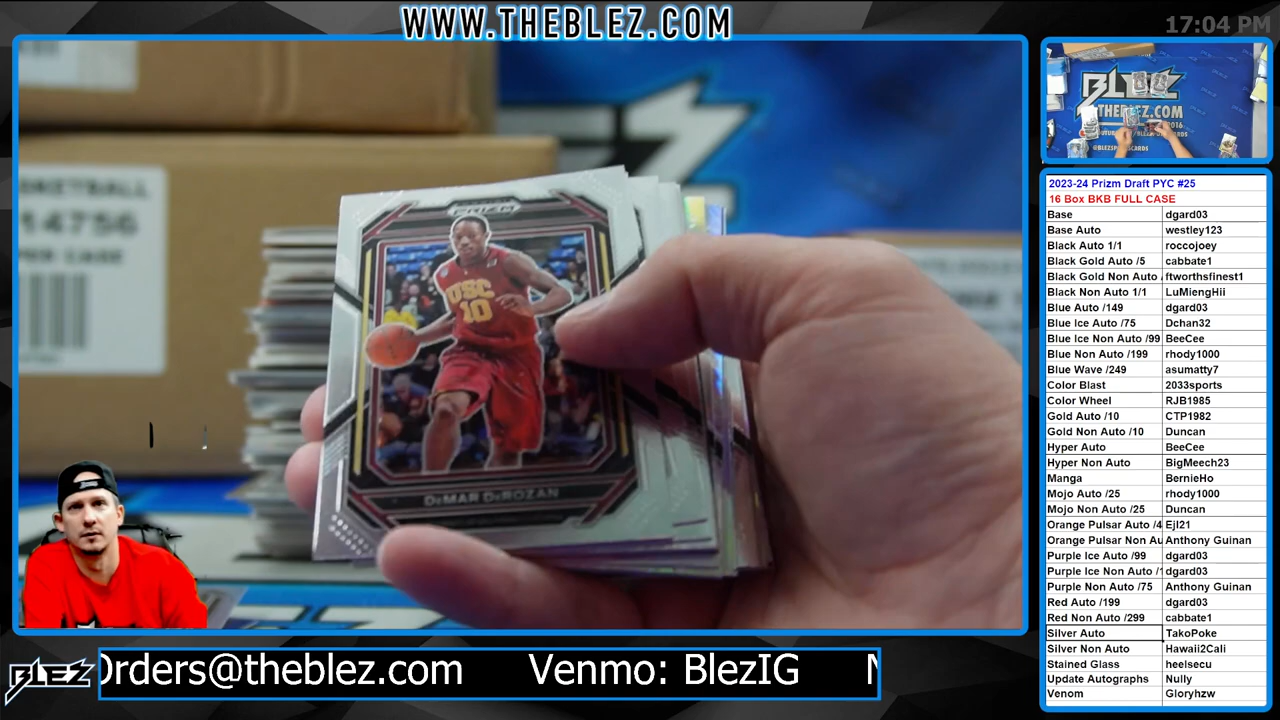 WWW.THEBLEZ.COM
17:04 PM
BLEZ
THEBLEZ.COM
2023-24 Prizm Draft PYC #25
16 Box BKB FULL CASE
Base dgard03
Base Auto westley123
Black Auto 1/1 roccojoey
Black Gold Auto /5 cabbate1
Black Gold Non Auto ftworthsfinest1
Black Non Auto 1/1 LuMiengHii
Blue Auto /149 dgard03
Blue Ice Auto /75 Dchan32
Blue Ice Non Auto /99 BeeCee
Blue Non Auto /199 rhody1000
Blue Wave /249 asumatty7
Color Blast 2033sports
Color Wheel RJB1985
Gold Auto /10 CTP1982
Gold Non Auto /10 Duncan
Hyper Auto BeeCee
Hyper Non Auto BigMeech23
Manga BernieHo
Mojo Auto /25 rhody1000
Mojo Non Auto /25 Duncan
Orange Pulsar Auto /4 Ejl21
Orange Pulsar Non Au Anthony Guinan
Purple Ice Auto /99 dgard03
Purple Ice Non Auto /1 dgard03
Purple Non Auto /75 Anthony Guinan
Red Auto /199 dgard03
Red Non Auto /299 cabbate1
Silver Auto TakoPoke
Silver Non Auto Hawaii2Cali
Stained Glass heelsecu
Update Autographs Nully
Venom Gloryhzw
14756
PER CASE
PRIZM
USC
10
DeMAR DeROZAN
BLEZ
Orders@theblez.com Venmo: BlezIG